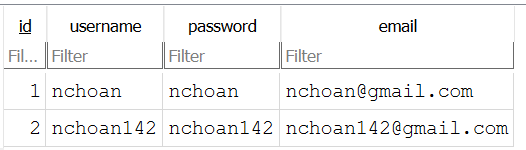 id username password email
Fil... Filter Filter Filter
1 nchoan nchoan nchoan@gmail.com
2 nchoan142 nchoan142 nchoan142@gmail.com